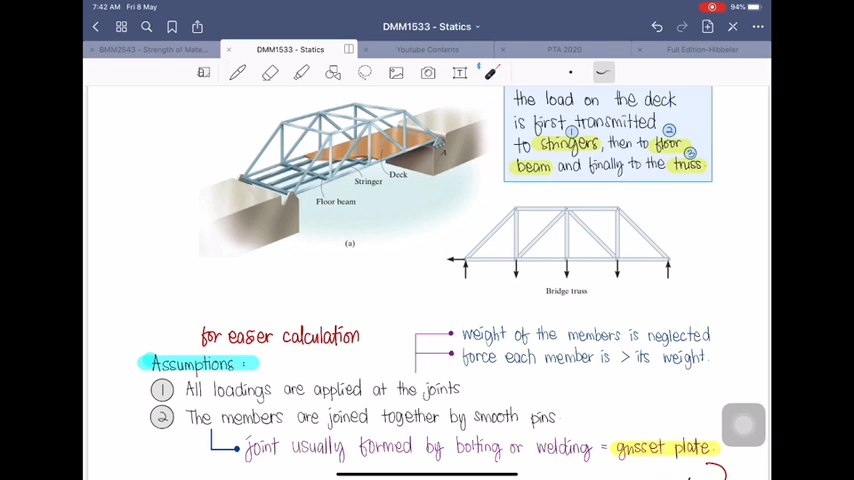 7:42 AM Fri 8 May
94%
DMM1533 - Statics
BMM2543 - Strength of Mate...
DMM1533 - Statics
Youtube Contents
PTA 2020
Full Edition-Hibbeler
the load on the deck
is first transmitted
1 2
to stringers, then to floor
3
beam and finally to the truss.
A
Deck
Stringer
Floor beam
(a)
Bridge truss
for easer calculation
weight of the members is neglected
force each member is > its weight.
Assumptions :
1 All loadings are applied at the joints
2 The members are joined together by smooth pins.
joint usually formed by bolting or welding = gusset plate.